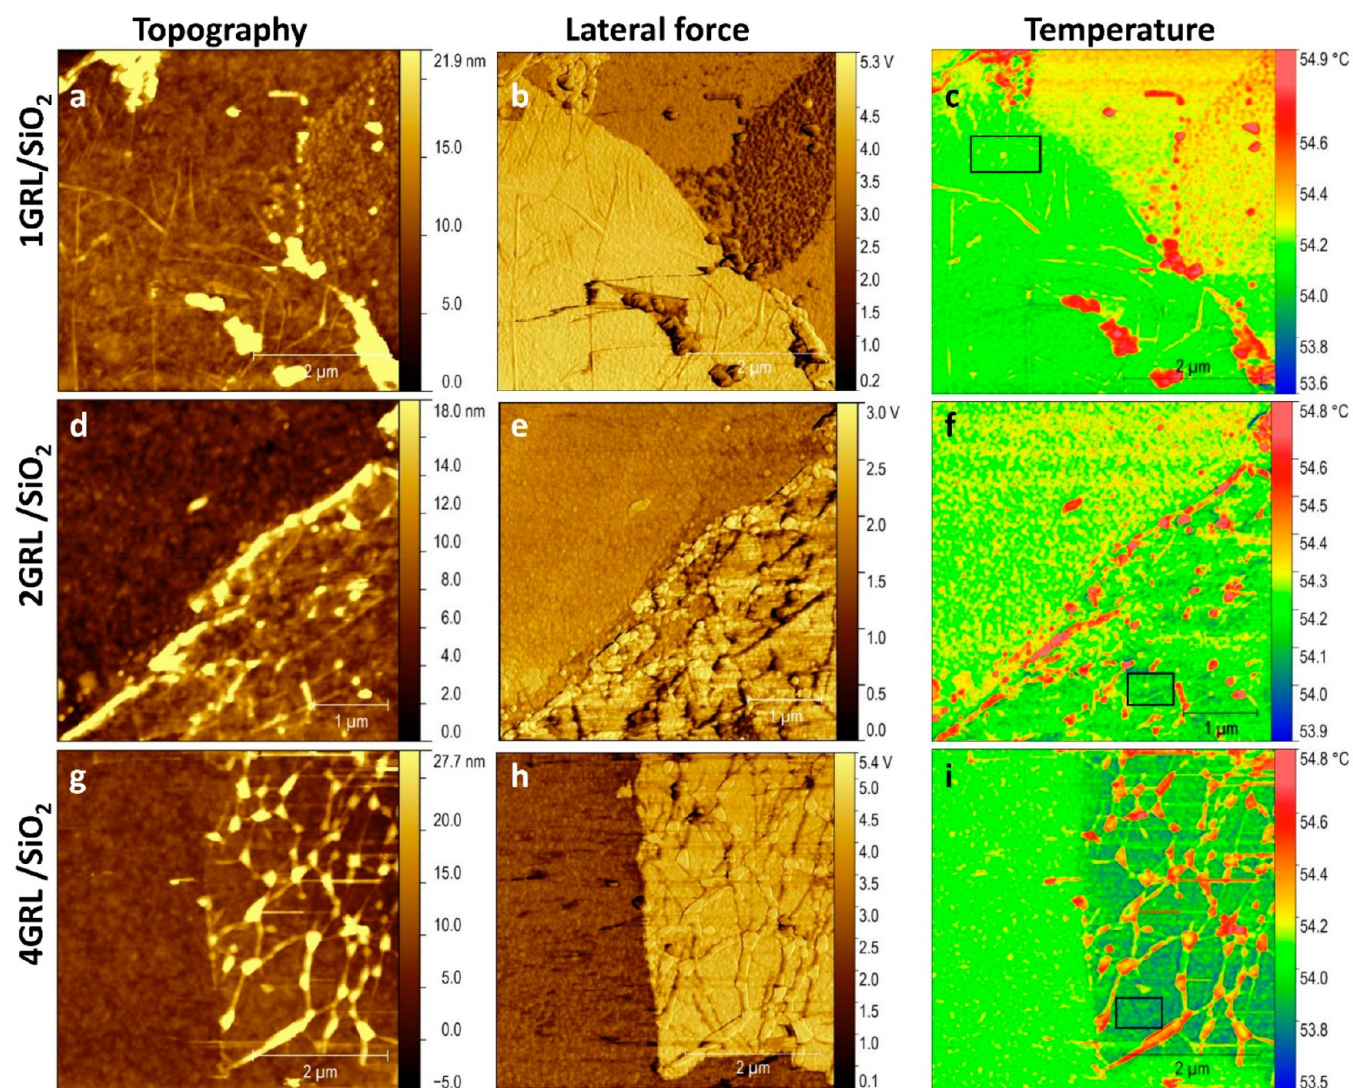 Topography
Lateral force
Temperature
1GRL/SiO₂
a
2 µm
21.9 nm
15.0
10.0
5.0
0.0
b
2 µm
5.3 V
4.5
4.0
3.5
3.0
2.5
2.0
1.5
1.0
0.2
c
2 µm
54.9 °C
54.6
54.4
54.2
54.0
53.8
53.6
2GRL /SiO₂
d
1 µm
18.0 nm
14.0
12.0
10.0
8.0
6.0
4.0
2.0
0.0
e
1 µm
3.0 V
2.5
2.0
1.5
1.0
0.5
0.0
f
1 µm
54.8 °C
54.6
54.5
54.4
54.3
54.2
54.1
54.0
53.9
4GRL /SiO₂
g
2 µm
27.7 nm
20.0
15.0
10.0
5.0
0.0
−5.0
h
2 µm
5.4 V
5.0
4.5
4.0
3.5
3.0
2.5
2.0
1.5
1.0
0.1
i
2 µm
54.8 °C
54.6
54.4
54.2
54.0
53.8
53.5